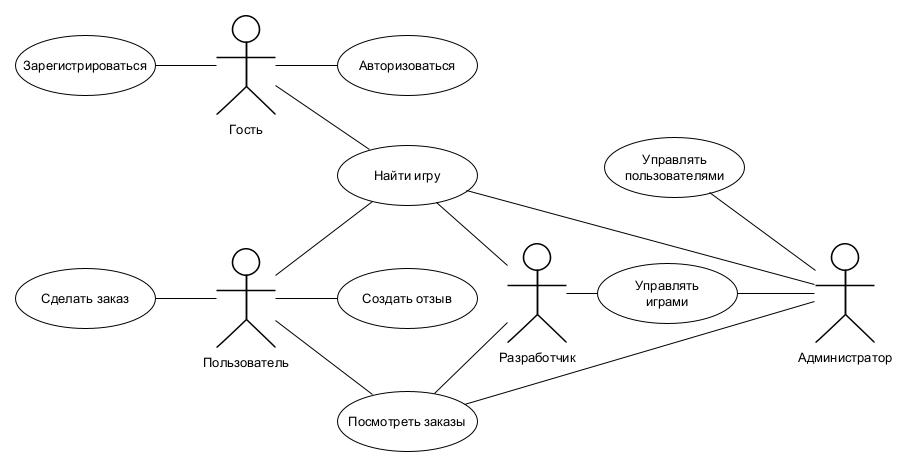 Зарегистрироваться
Авторизоваться
Гость
Найти игру
Управлять
пользователями
Сделать заказ
Создать отзыв
Управлять
играми
Пользователь
Разработчик
Администратор
Посмотреть заказы